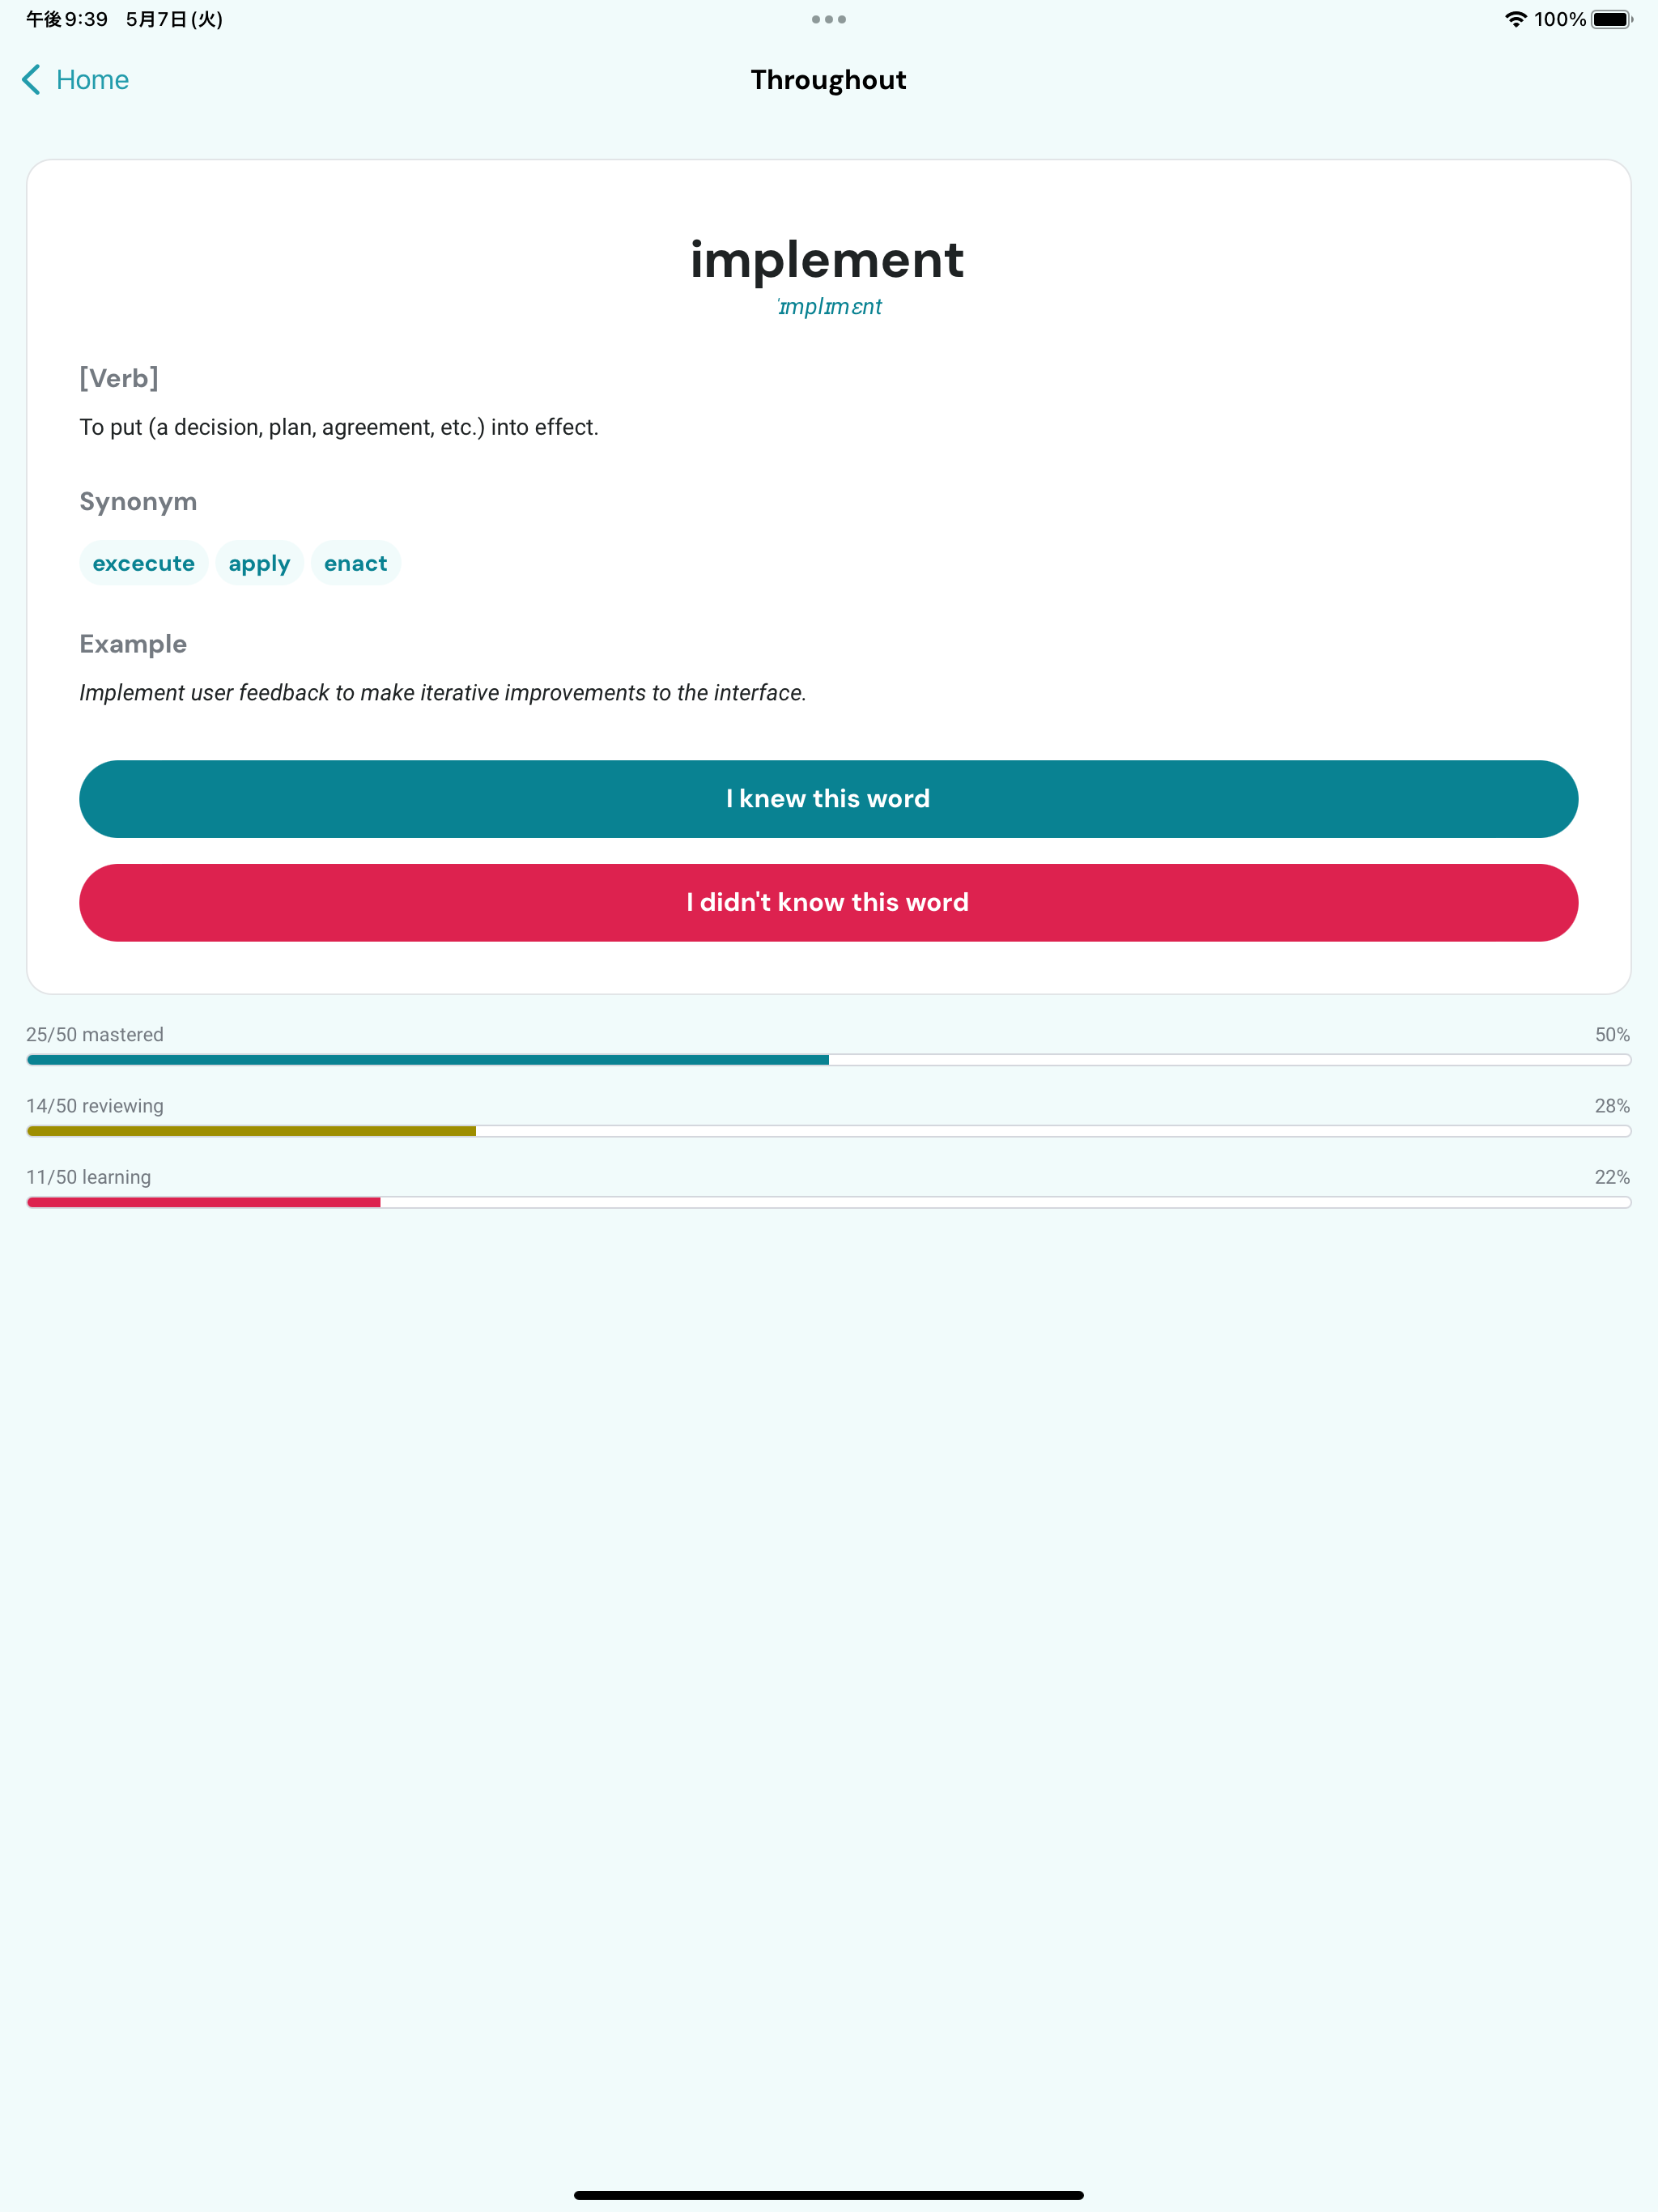 午後9:39 5月7日(火) 100%
Home Throughout
implement
ˈɪmplɪmɛnt
[Verb]
To put (a decision, plan, agreement, etc.) into effect.
Synonym
excecute apply enact
Example
Implement user feedback to make iterative improvements to the interface.
I knew this word
I didn't know this word
25/50 mastered 50%
14/50 reviewing 28%
11/50 learning 22%